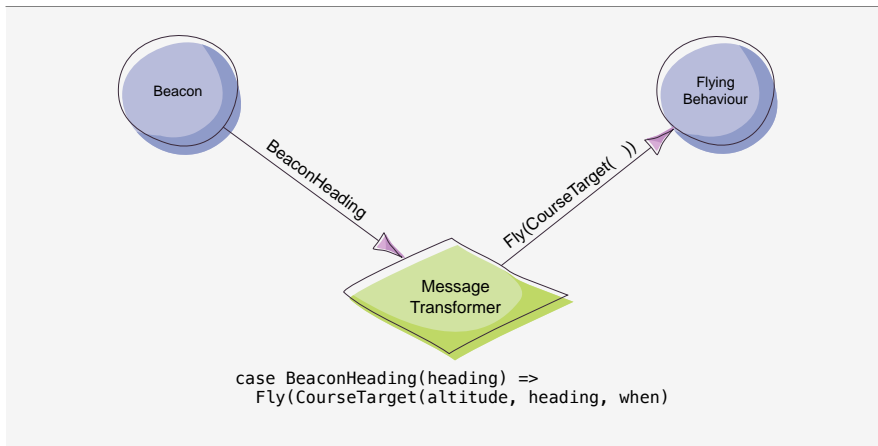 Beacon
Flying
Behaviour
BeaconHeading
Fly(CourseTarget( ))
Message
Transformer
case BeaconHeading(heading) =>
  Fly(CourseTarget(altitude, heading, when)